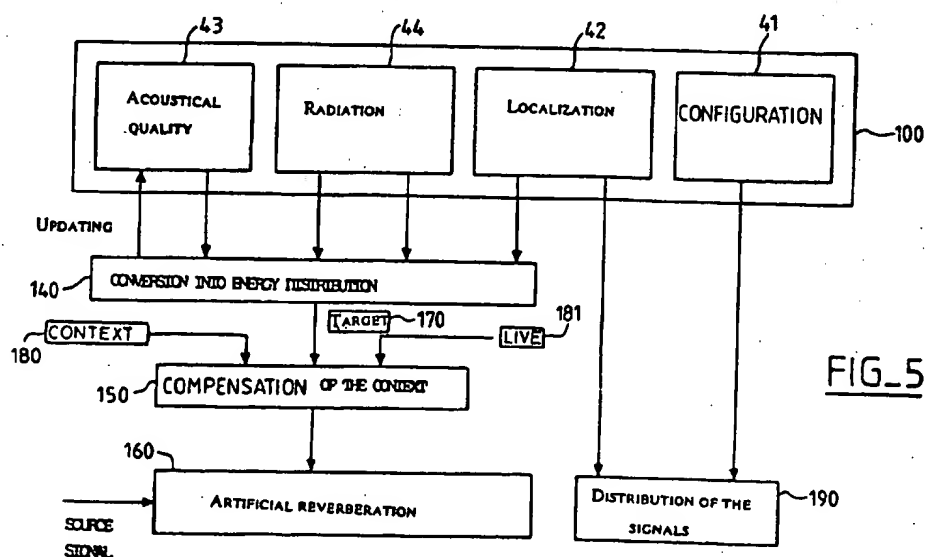 43
44
42
41
ACOUSTICAL
QUALITY
RADIATION
LOCALIZATION
CONFIGURATION
100
UPDATING
CONVERSION INTO ENERGY DISTRIBUTION
140
TARGET
170
181
CONTEXT
LIVE
180
COMPENSATION OF THE CONTEXT
150
FIG_5
160
ARTIFICIAL REVERBERATION
DISTRIBUTION OF THE
SIGNALS
190
SOURCE
SIGNAL